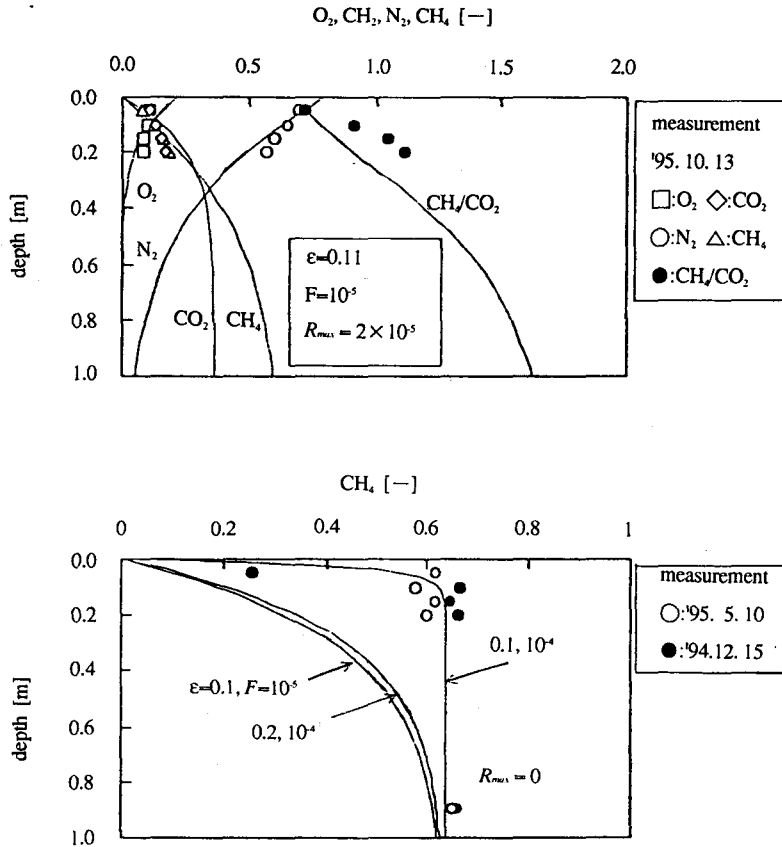 O₂, CH₂, N₂, CH₄ [—]
0.0 0.5 1.0 1.5 2.0
0.0
0.2
0.4
0.6
0.8
1.0
depth [m]
O₂
N₂
CO₂
CH₄
CH₄/CO₂
ε=0.11
F=10⁻⁵
Rmax = 2×10⁻⁵
measurement
'95. 10. 13
□:O₂ ◇:CO₂
○:N₂ △:CH₄
●:CH₄/CO₂
CH₄ [—]
0 0.2 0.4 0.6 0.8 1
0.0
0.2
0.4
0.6
0.8
1.0
depth [m]
ε=0.1, F=10⁻⁵
0.2, 10⁻⁴
0.1, 10⁻⁴
Rmax = 0
measurement
○:'95. 5. 10
●:'94. 12. 15